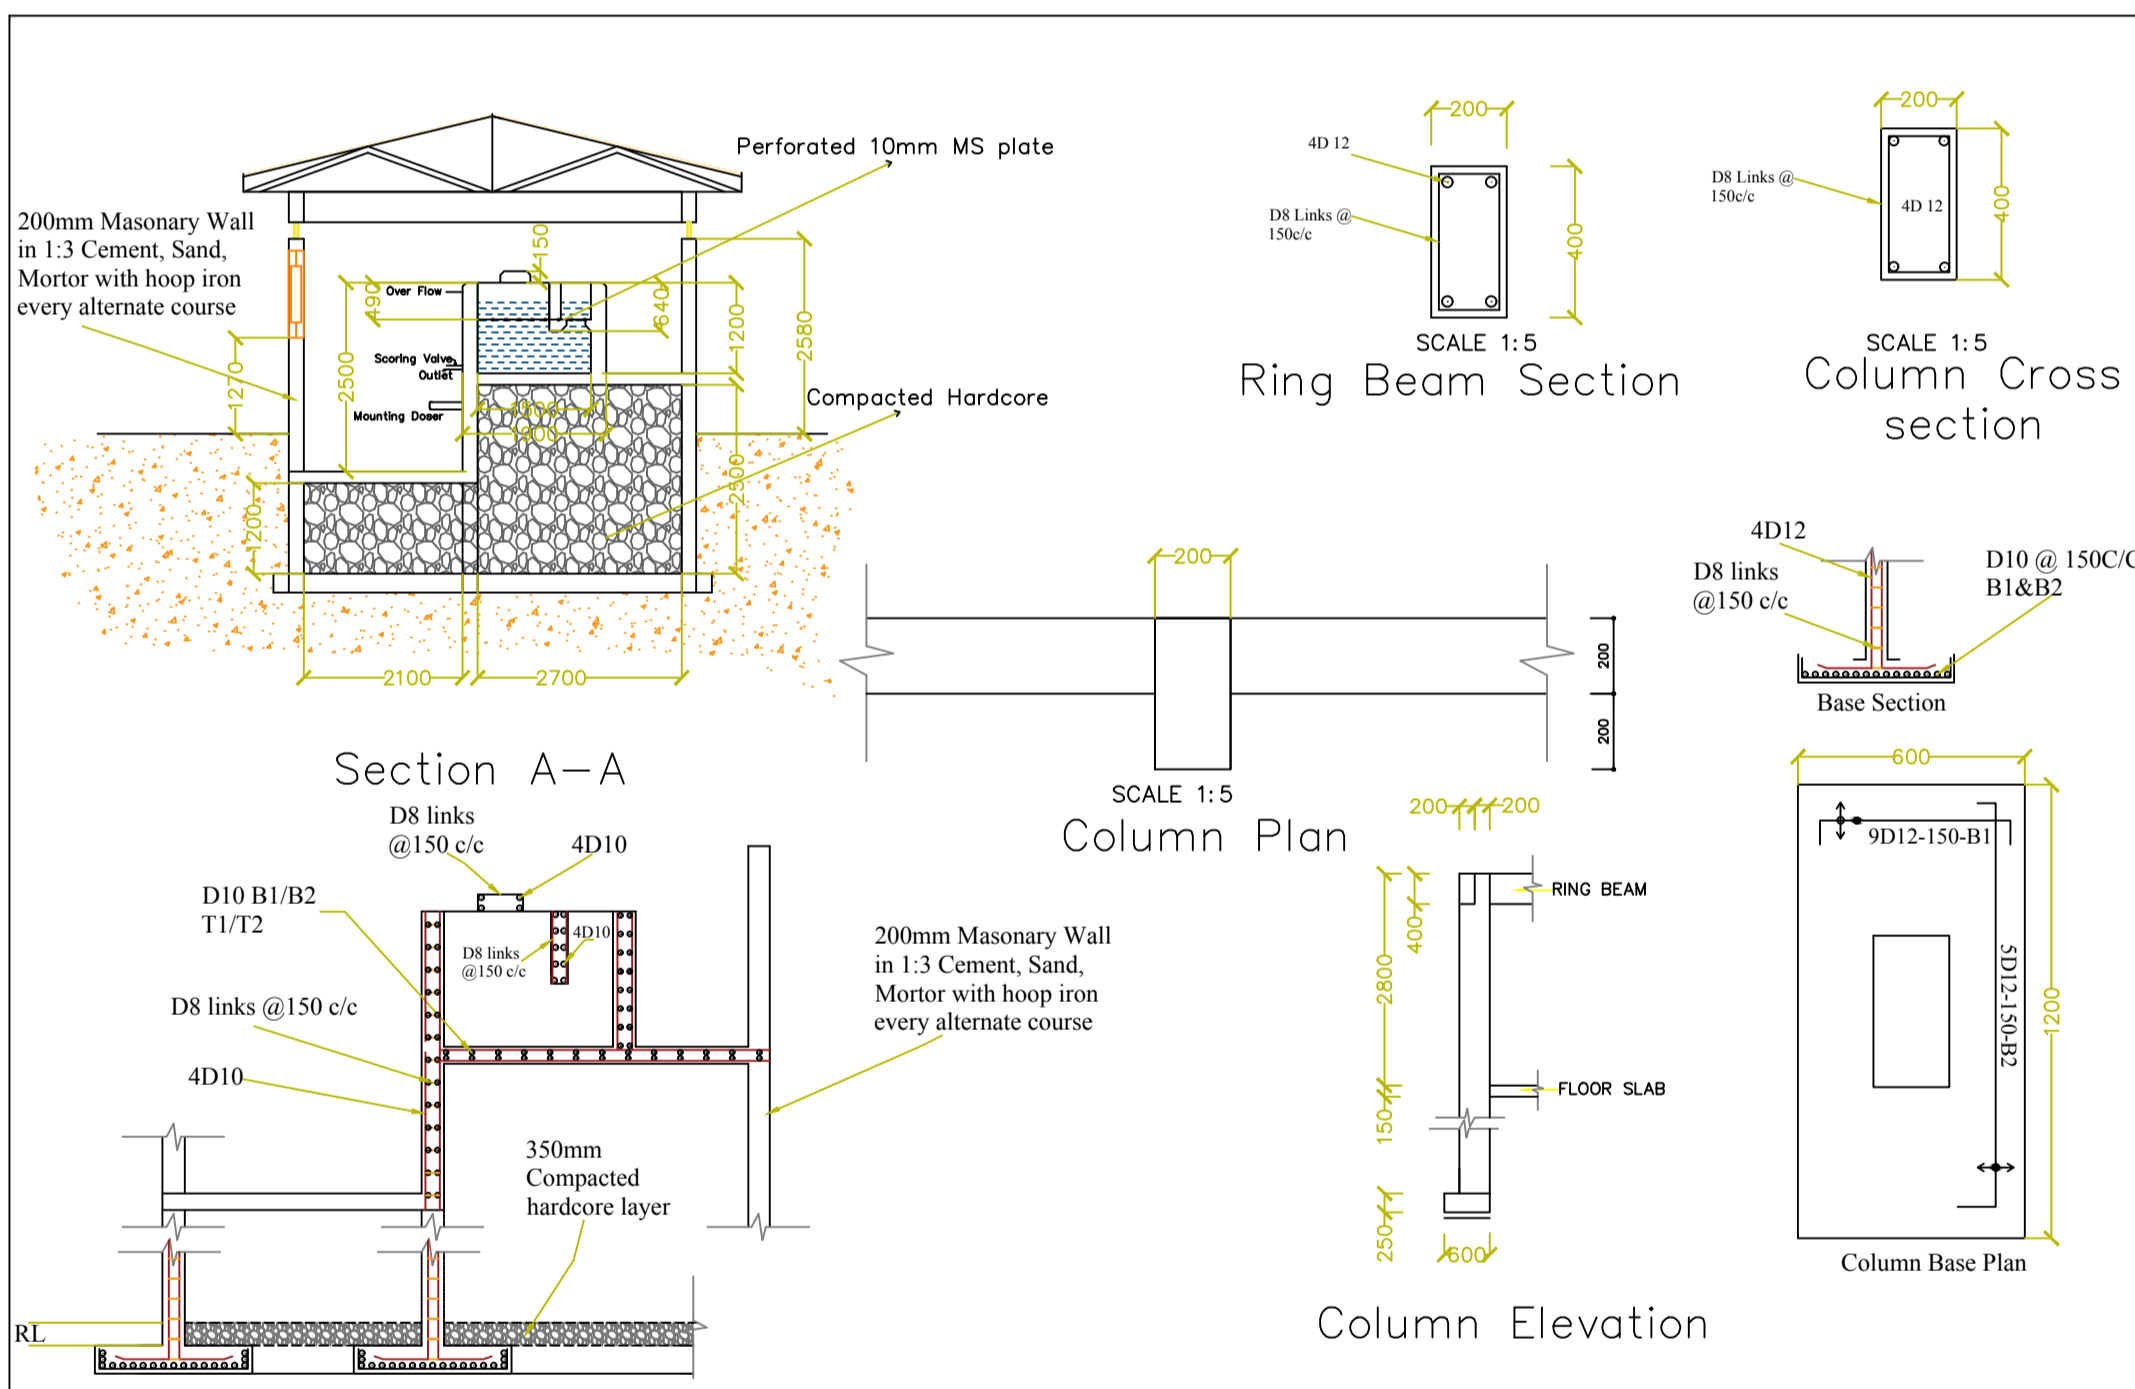 200mm Masonary Wall
in 1:3 Cement, Sand,
Mortor with hoop iron
every alternate course
Perforated 10mm MS plate
150
490
Over Flow
640
1200
2580
2500
Scoring Valve
Outlet
1270
Mounting Doser
1500
1900
Compacted Hardcore
2500
1200
2100
2700
Section A-A
200
4D 12
D8 Links @
150c/c
400
SCALE 1:5
Ring Beam Section
200
D8 Links @
150c/c
4D 12
400
SCALE 1:5
Column Cross
section
200
200
200
SCALE 1:5
Column Plan
4D12
D8 links
@150 c/c
D10 @ 150C/C
B1&B2
Base Section
600
9D12-150-B1
5D12-150-B2
1200
Column Base Plan
200
200
RING BEAM
400
2800
FLOOR SLAB
150
250
600
Column Elevation
D8 links
@150 c/c
4D10
D10 B1/B2
T1/T2
D8 links
@150 c/c
4D10
D8 links @150 c/c
4D10
200mm Masonary Wall
in 1:3 Cement, Sand,
Mortor with hoop iron
every alternate course
350mm
Compacted
hardcore layer
RL